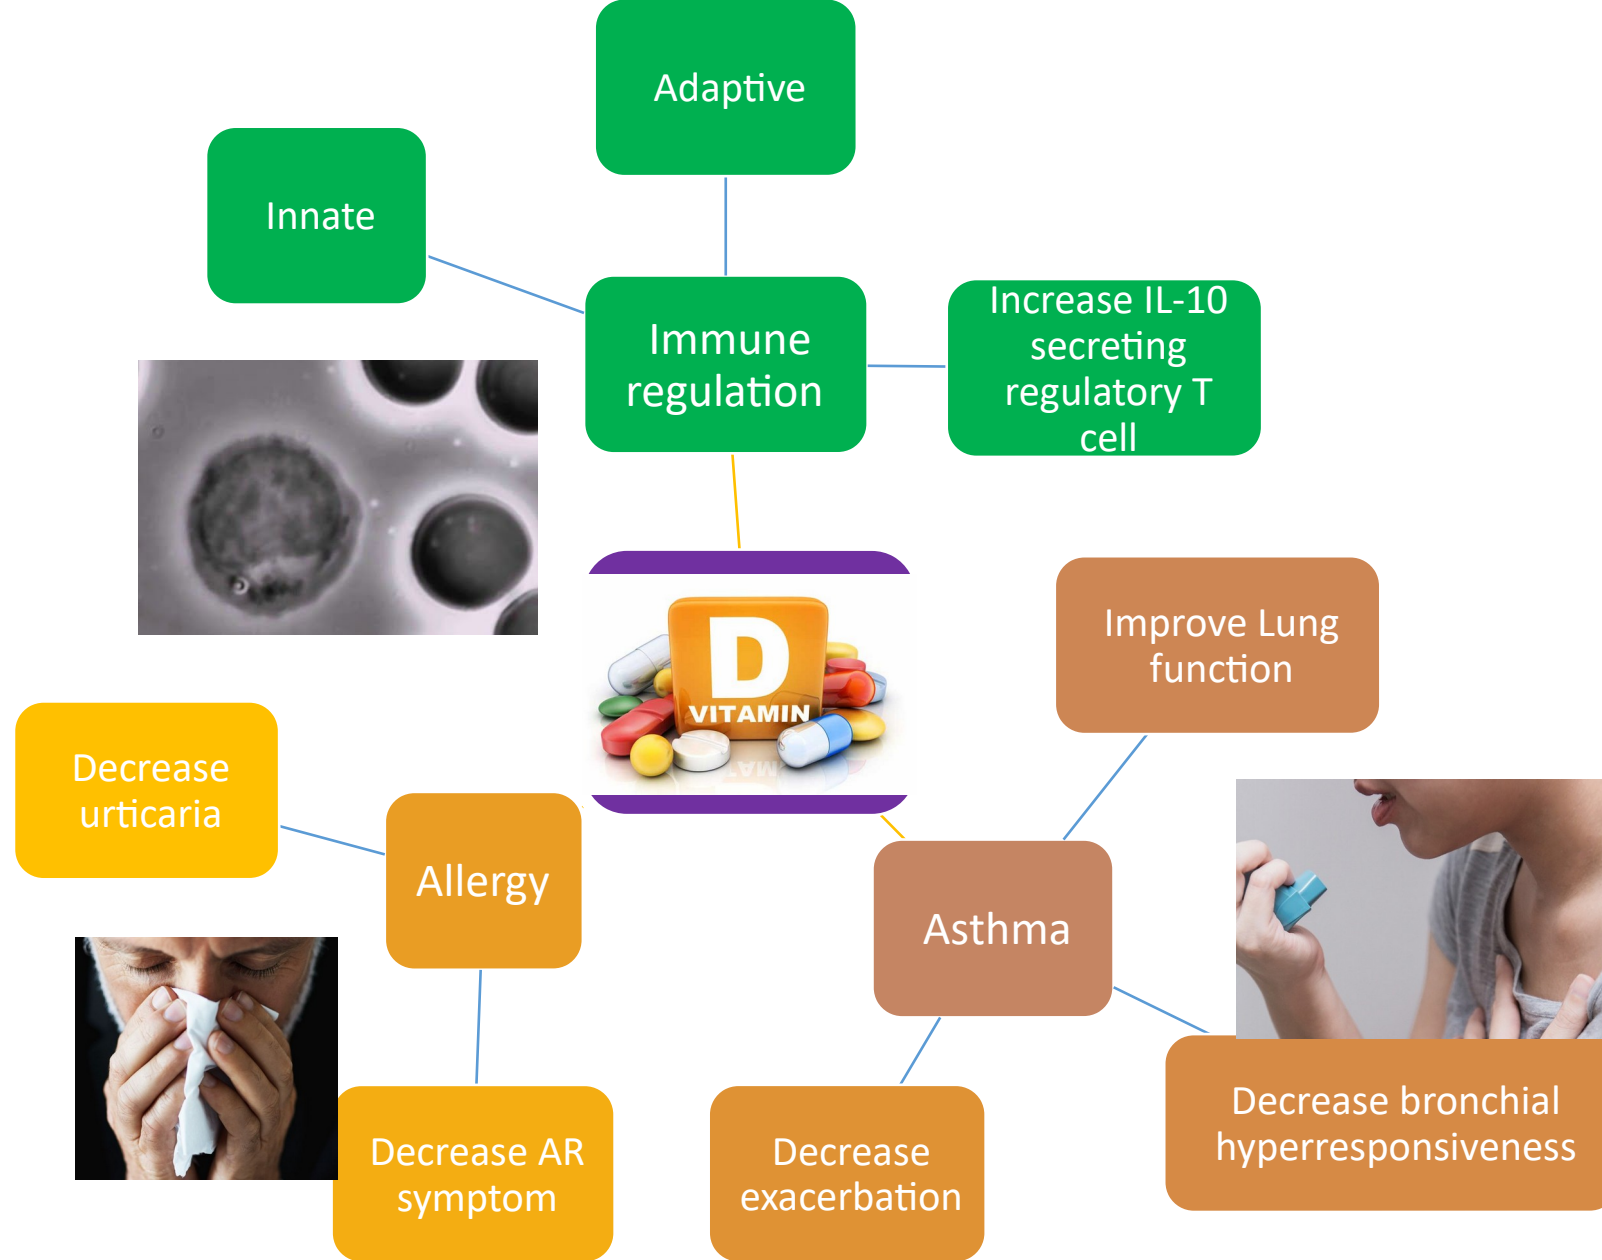 Adaptive
Innate
Immune
regulation
Increase IL-10
secreting
regulatory T
cell
D
VITAMIN
Improve Lung
function
Decrease
urticaria
Allergy
Asthma
Decrease AR
symptom
Decrease
exacerbation
Decrease bronchial
hyperresponsiveness